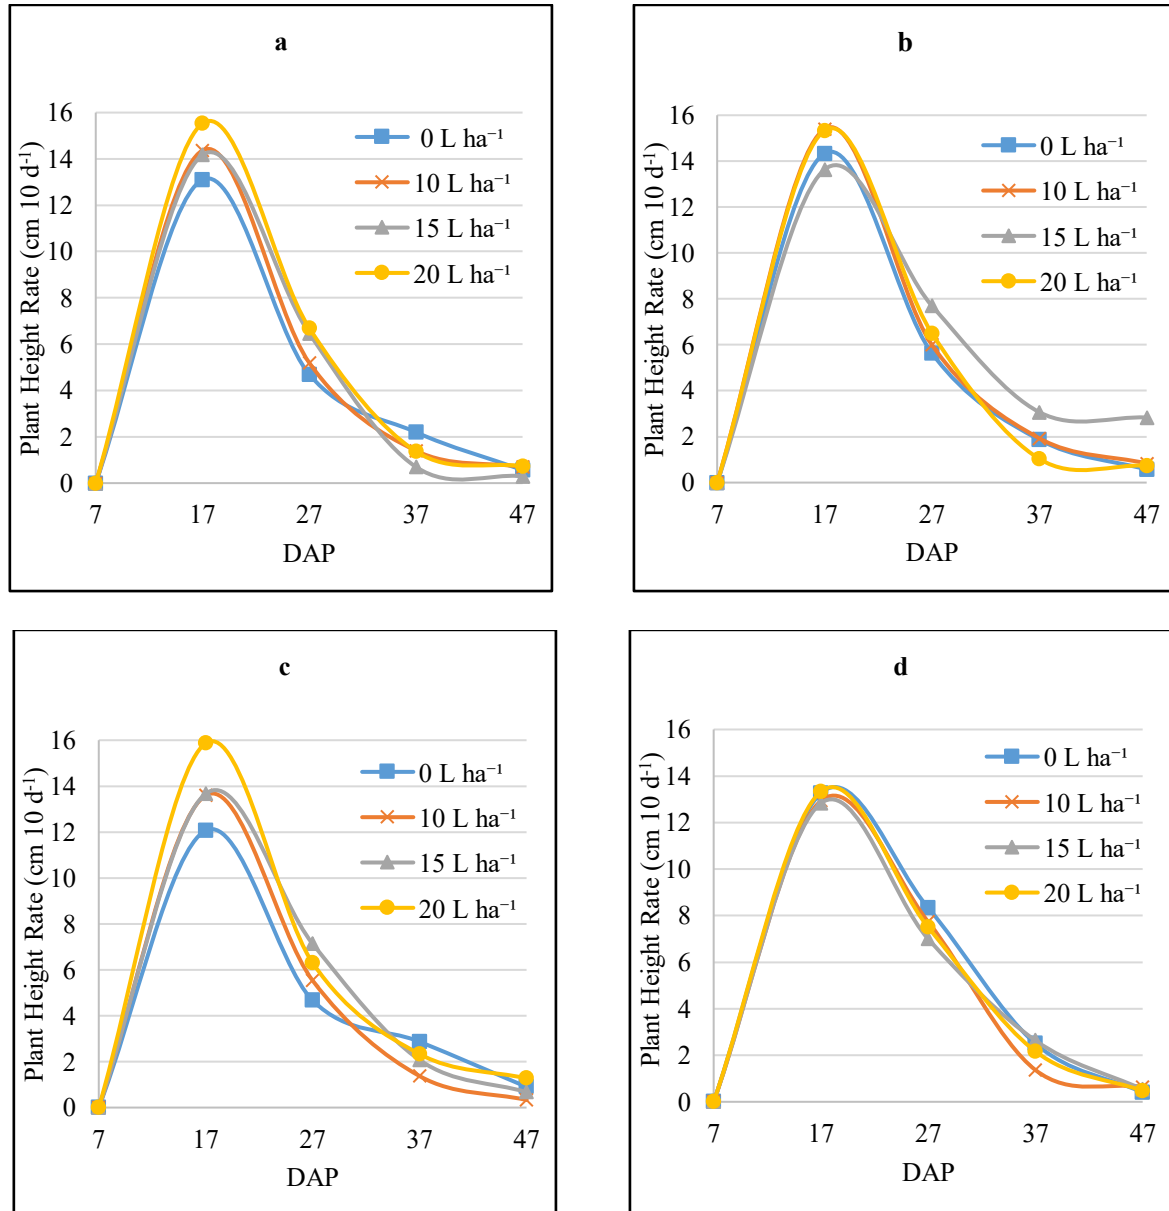 a
Plant Height Rate (cm 10 d⁻¹)
16
14
12
10
8
6
4
2
0
0 L ha⁻¹
10 L ha⁻¹
15 L ha⁻¹
20 L ha⁻¹
7 17 27 37 47
DAP
b
Plant Height Rate (cm 10 d⁻¹)
16
14
12
10
8
6
4
2
0
0 L ha⁻¹
10 L ha⁻¹
15 L ha⁻¹
20 L ha⁻¹
7 17 27 37 47
DAP
c
Plant Height Rate (cm 10 d⁻¹)
16
14
12
10
8
6
4
2
0
0 L ha⁻¹
10 L ha⁻¹
15 L ha⁻¹
20 L ha⁻¹
7 17 27 37 47
DAP
d
Plant Height Rate (cm 10 d⁻¹)
16
14
12
10
8
6
4
2
0
0 L ha⁻¹
10 L ha⁻¹
15 L ha⁻¹
20 L ha⁻¹
7 17 27 37 47
DAP